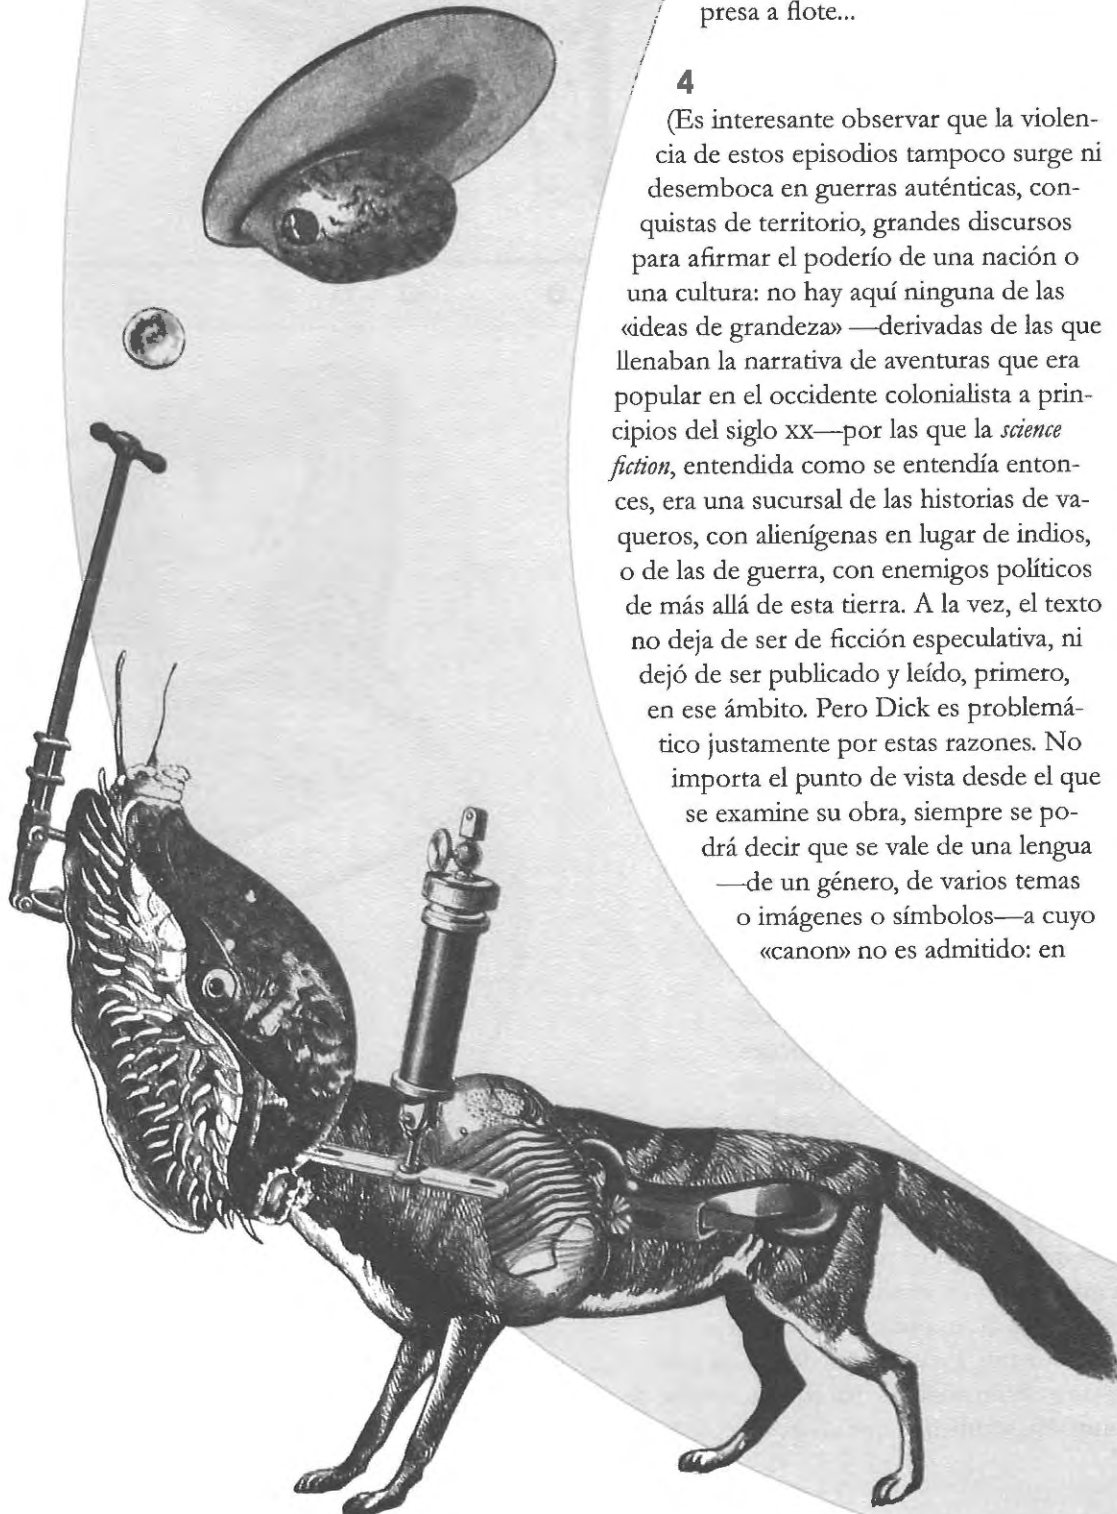 presa a flote...
4
(Es interesante observar que la violen-
cia de estos episodios tampoco surge ni
desemboca en guerras auténticas, con-
quistas de territorio, grandes discursos
para afirmar el poderío de una nación o
una cultura: no hay aquí ninguna de las
«ideas de grandeza» —derivadas de las que
llenaban la narrativa de aventuras que era
popular en el occidente colonialista a prin-
cipios del siglo XX—por las que la science
fiction, entendida como se entendía enton-
ces, era una sucursal de las historias de va-
queros, con alienígenas en lugar de indios,
o de las de guerra, con enemigos políticos
de más allá de esta tierra. A la vez, el texto
no deja de ser de ficción especulativa, ni
dejó de ser publicado y leído, primero,
en ese ámbito. Pero Dick es problemá-
tico justamente por estas razones. No
importa el punto de vista desde el que
se examine su obra, siempre se po-
drá decir que se vale de una lengua
—de un género, de varios temas
o imágenes o símbolos—a cuyo
«canon» no es admitido: en